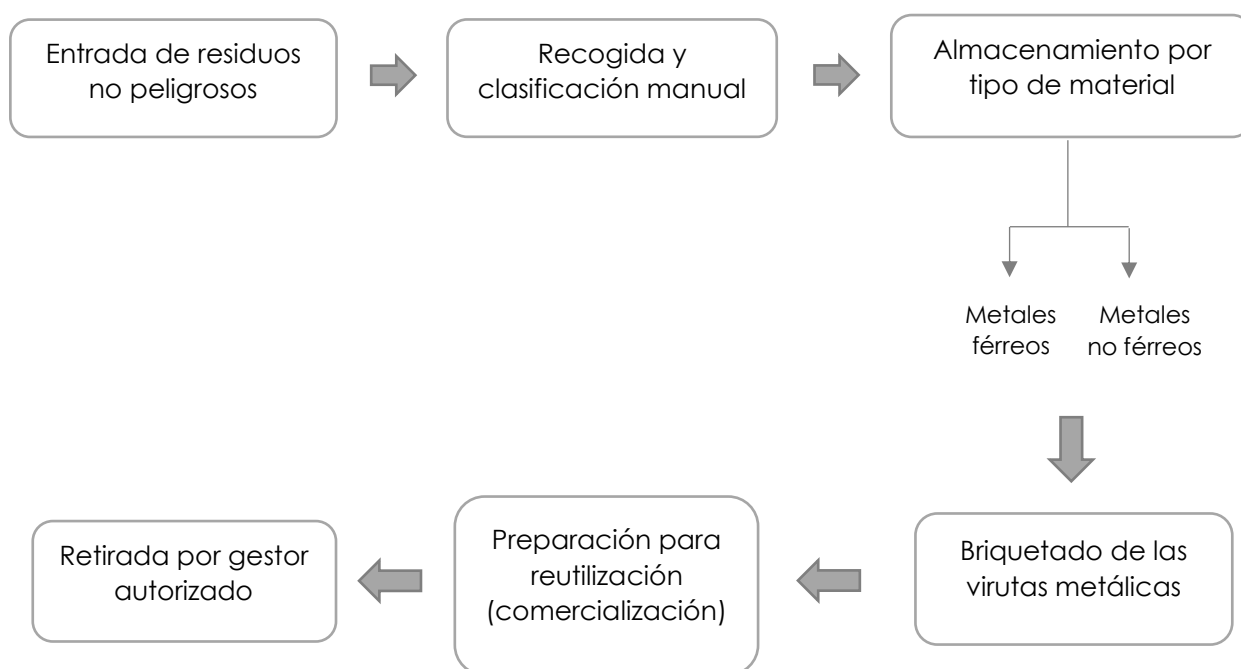 Entrada de residuos
no peligrosos
Recogida y
clasificación manual
Almacenamiento por
tipo de material
Metales
férreos
Metales
no férreos
Briquetado de las
virutas metálicas
Preparación para
reutilización
(comercialización)
Retirada por gestor
autorizado